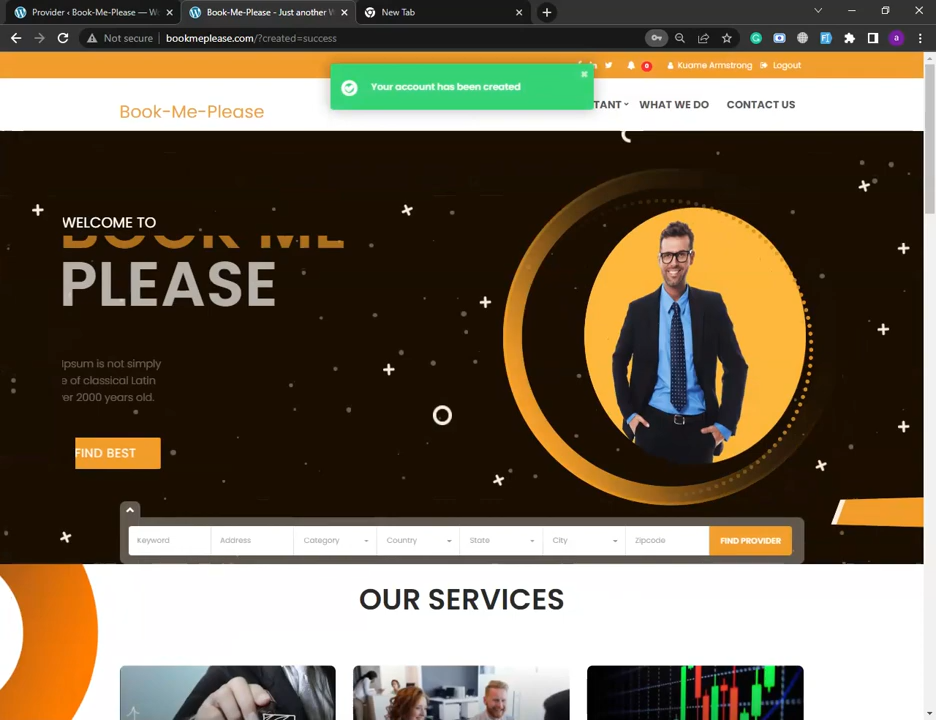 Provider ‹ Book-Me-Please — W
Book-Me-Please - Just another W
New Tab
Not secure
bookmeplease.com/?created=success
a
0
Kuame Armstrong
Logout
Your account has been created
Book-Me-Please
TANT
WHAT WE DO
CONTACT US
WELCOME TO
BOOK ME
PLEASE
Ipsum is not simply
e of classical Latin
er 2000 years old.
FIND BEST
Keyword
Address
Category
Country
State
City
Zipcode
FIND PROVIDER
OUR SERVICES